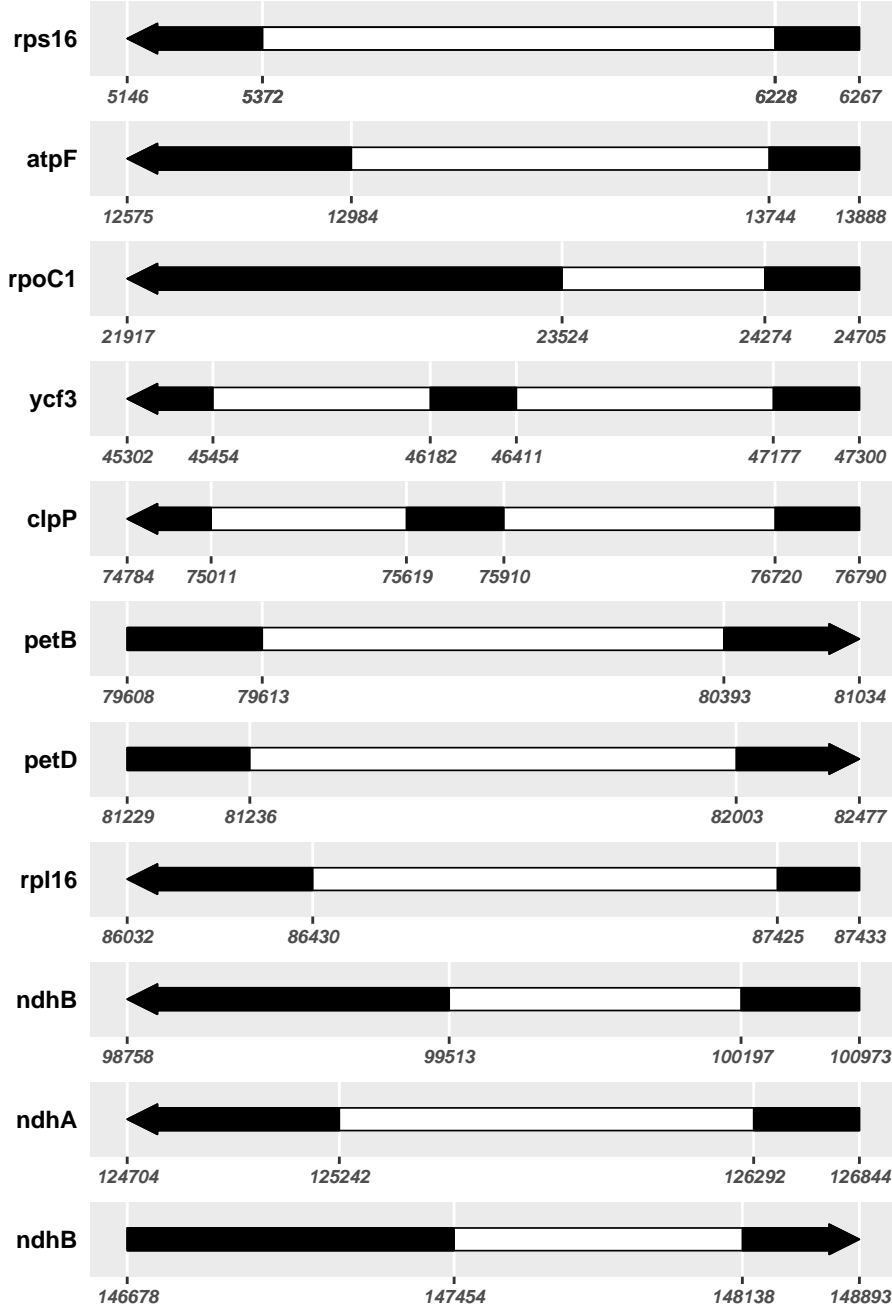 rps16
5146 5372 6228 6267
atpF
12575 12984 13744 13888
rpoC1
21917 23524 24274 24705
ycf3
45302 45454 46182 46411 47177 47300
clpP
74784 75011 75619 75910 76720 76790
petB
79608 79613 80393 81034
petD
81229 81236 82003 82477
rpl16
86032 86430 87425 87433
ndhB
98758 99513 100197 100973
ndhA
124704 125242 126292 126844
ndhB
146678 147454 148138 148893